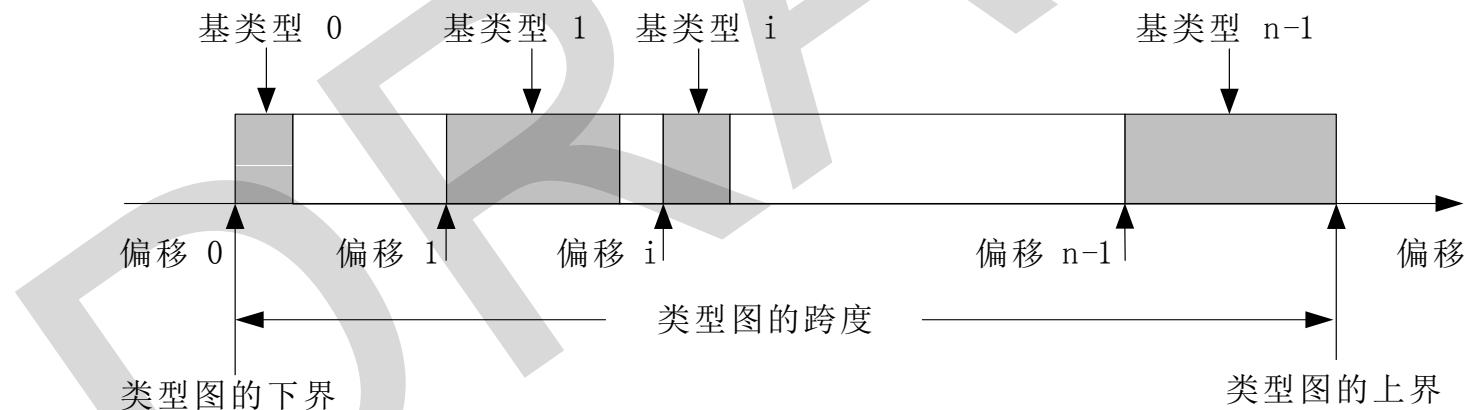 基类型 0 基类型 1 基类型 i 基类型 n-1
偏移 0 偏移 1 偏移 i 偏移 n-1 偏移
类型图的跨度
类型图的下界 类型图的上界
DRA